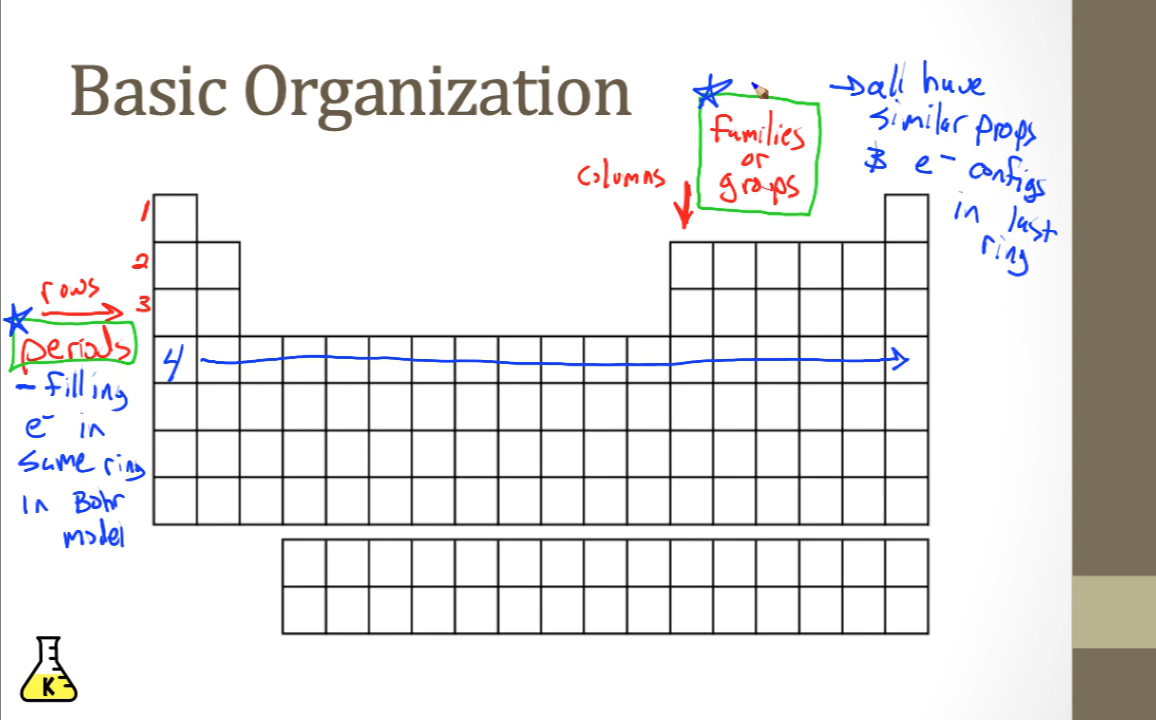 Basic Organization
families
or
groups
columns
→ all have
similar props
& e⁻ configs
in last
ring
1
2
3
4
rows
periods
- filling
e⁻ in
same ring
in Bohr
model
K